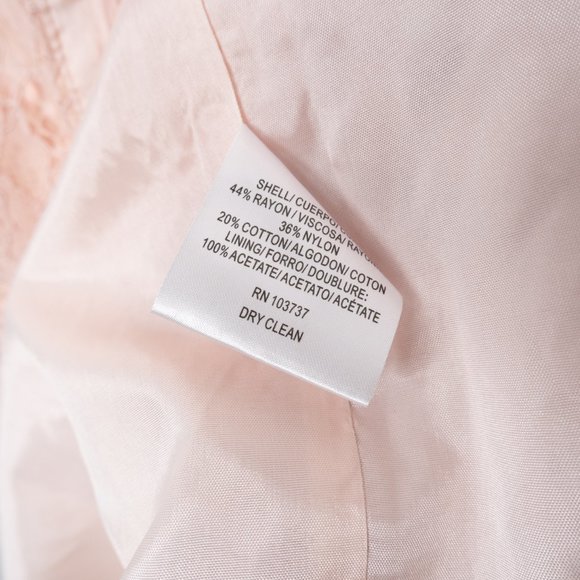 SHELL/CUERPO/
44% RAYON/VISCOSA/RAYON
36% NYLON
20% COTTON/ALGODON/COTON
LINING/FORRO/DOUBLURE:
100% ACETATE/ACETATO/ACÉTATE
RN 103737
DRY CLEAN